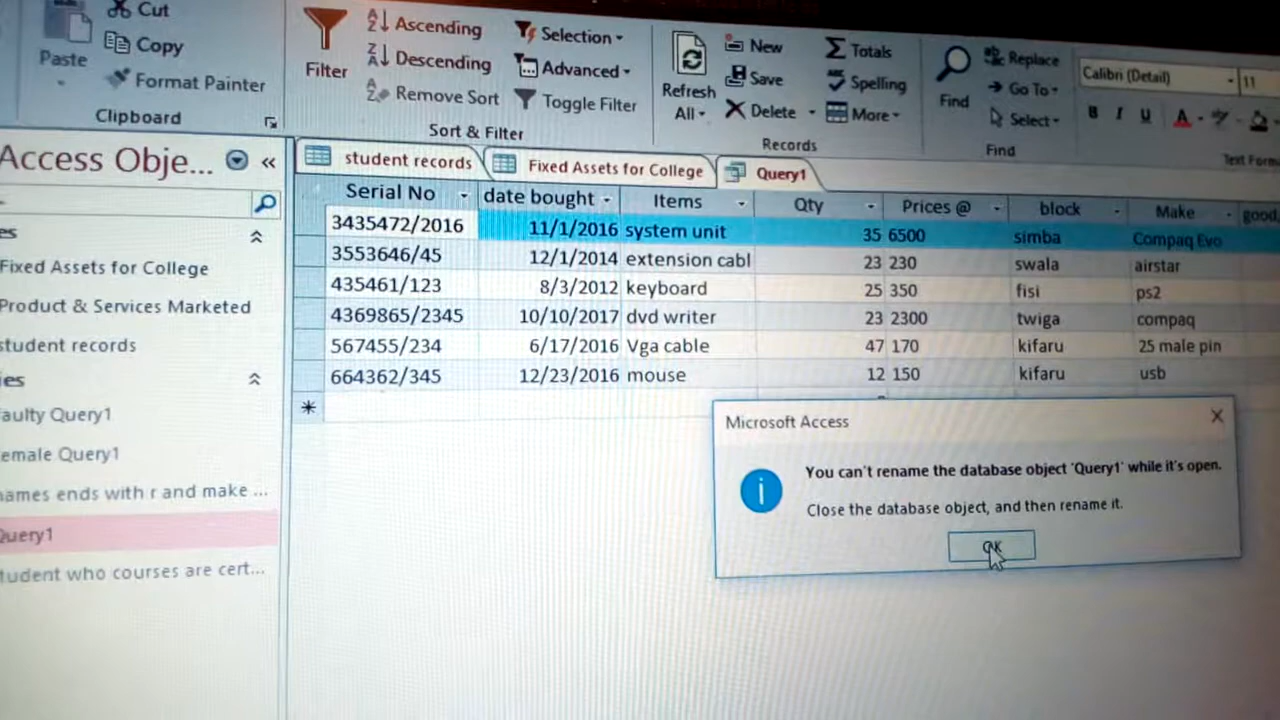 Cut
Copy
Format Painter
Paste
Clipboard
Filter
Ascending
Descending
Remove Sort
Selection
Advanced
Toggle Filter
Sort & Filter
Refresh
All
New
Save
Delete
Totals
Spelling
More
Records
Find
Replace
Go To
Select
Find
Calibri (Detail) 11
B I U A
Text Form
Access Obje... «
student records Fixed Assets for College Query1
Serial No date bought Items Qty Prices @ block Make good
3435472/2016 11/1/2016 system unit 35 6500 simba Compaq Evo
3553646/45 12/1/2014 extension cabl 23 230 swala airstar
435461/123 8/3/2012 keyboard 25 350 fisi ps2
4369865/2345 10/10/2017 dvd writer 23 2300 twiga compaq
567455/234 6/17/2016 Vga cable 47 170 kifaru 25 male pin
664362/345 12/23/2016 mouse 12 150 kifaru usb
es
Fixed Assets for College
Product & Services Marketed
student records
ies
aulty Query1
emale Query1
names ends with r and make ...
Query1
tudent who courses are cert...
Microsoft Access
You can't rename the database object 'Query1' while it's open.
Close the database object, and then rename it.
OK